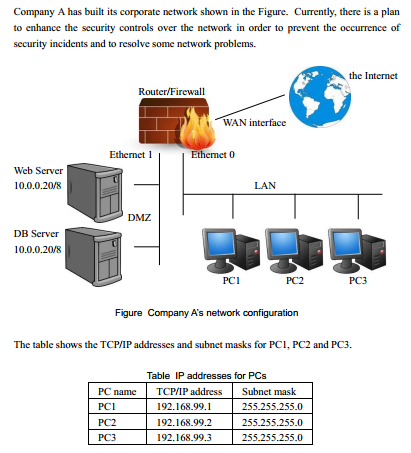 Company A has built its corporate network shown in the Figure. Currently, there is a plan
to enhance the security controls over the network in order to prevent the occurrence of
security incidents and to resolve some network problems.
the Internet
Router/Firewall
WAN interface
Ethernet 1
Ethernet 0
Web Server
10.0.0.20/8
LAN
DMZ
DB Server
10.0.0.20/8
PC1
PC2
PC3
Figure Company A's network configuration
The table shows the TCP/IP addresses and subnet masks for PC1, PC2 and PC3.
Table IP addresses for PCs
PC name TCP/IP address Subnet mask
PC1 192.168.99.1 255.255.255.0
PC2 192.168.99.2 255.255.255.0
PC3 192.168.99.3 255.255.255.0